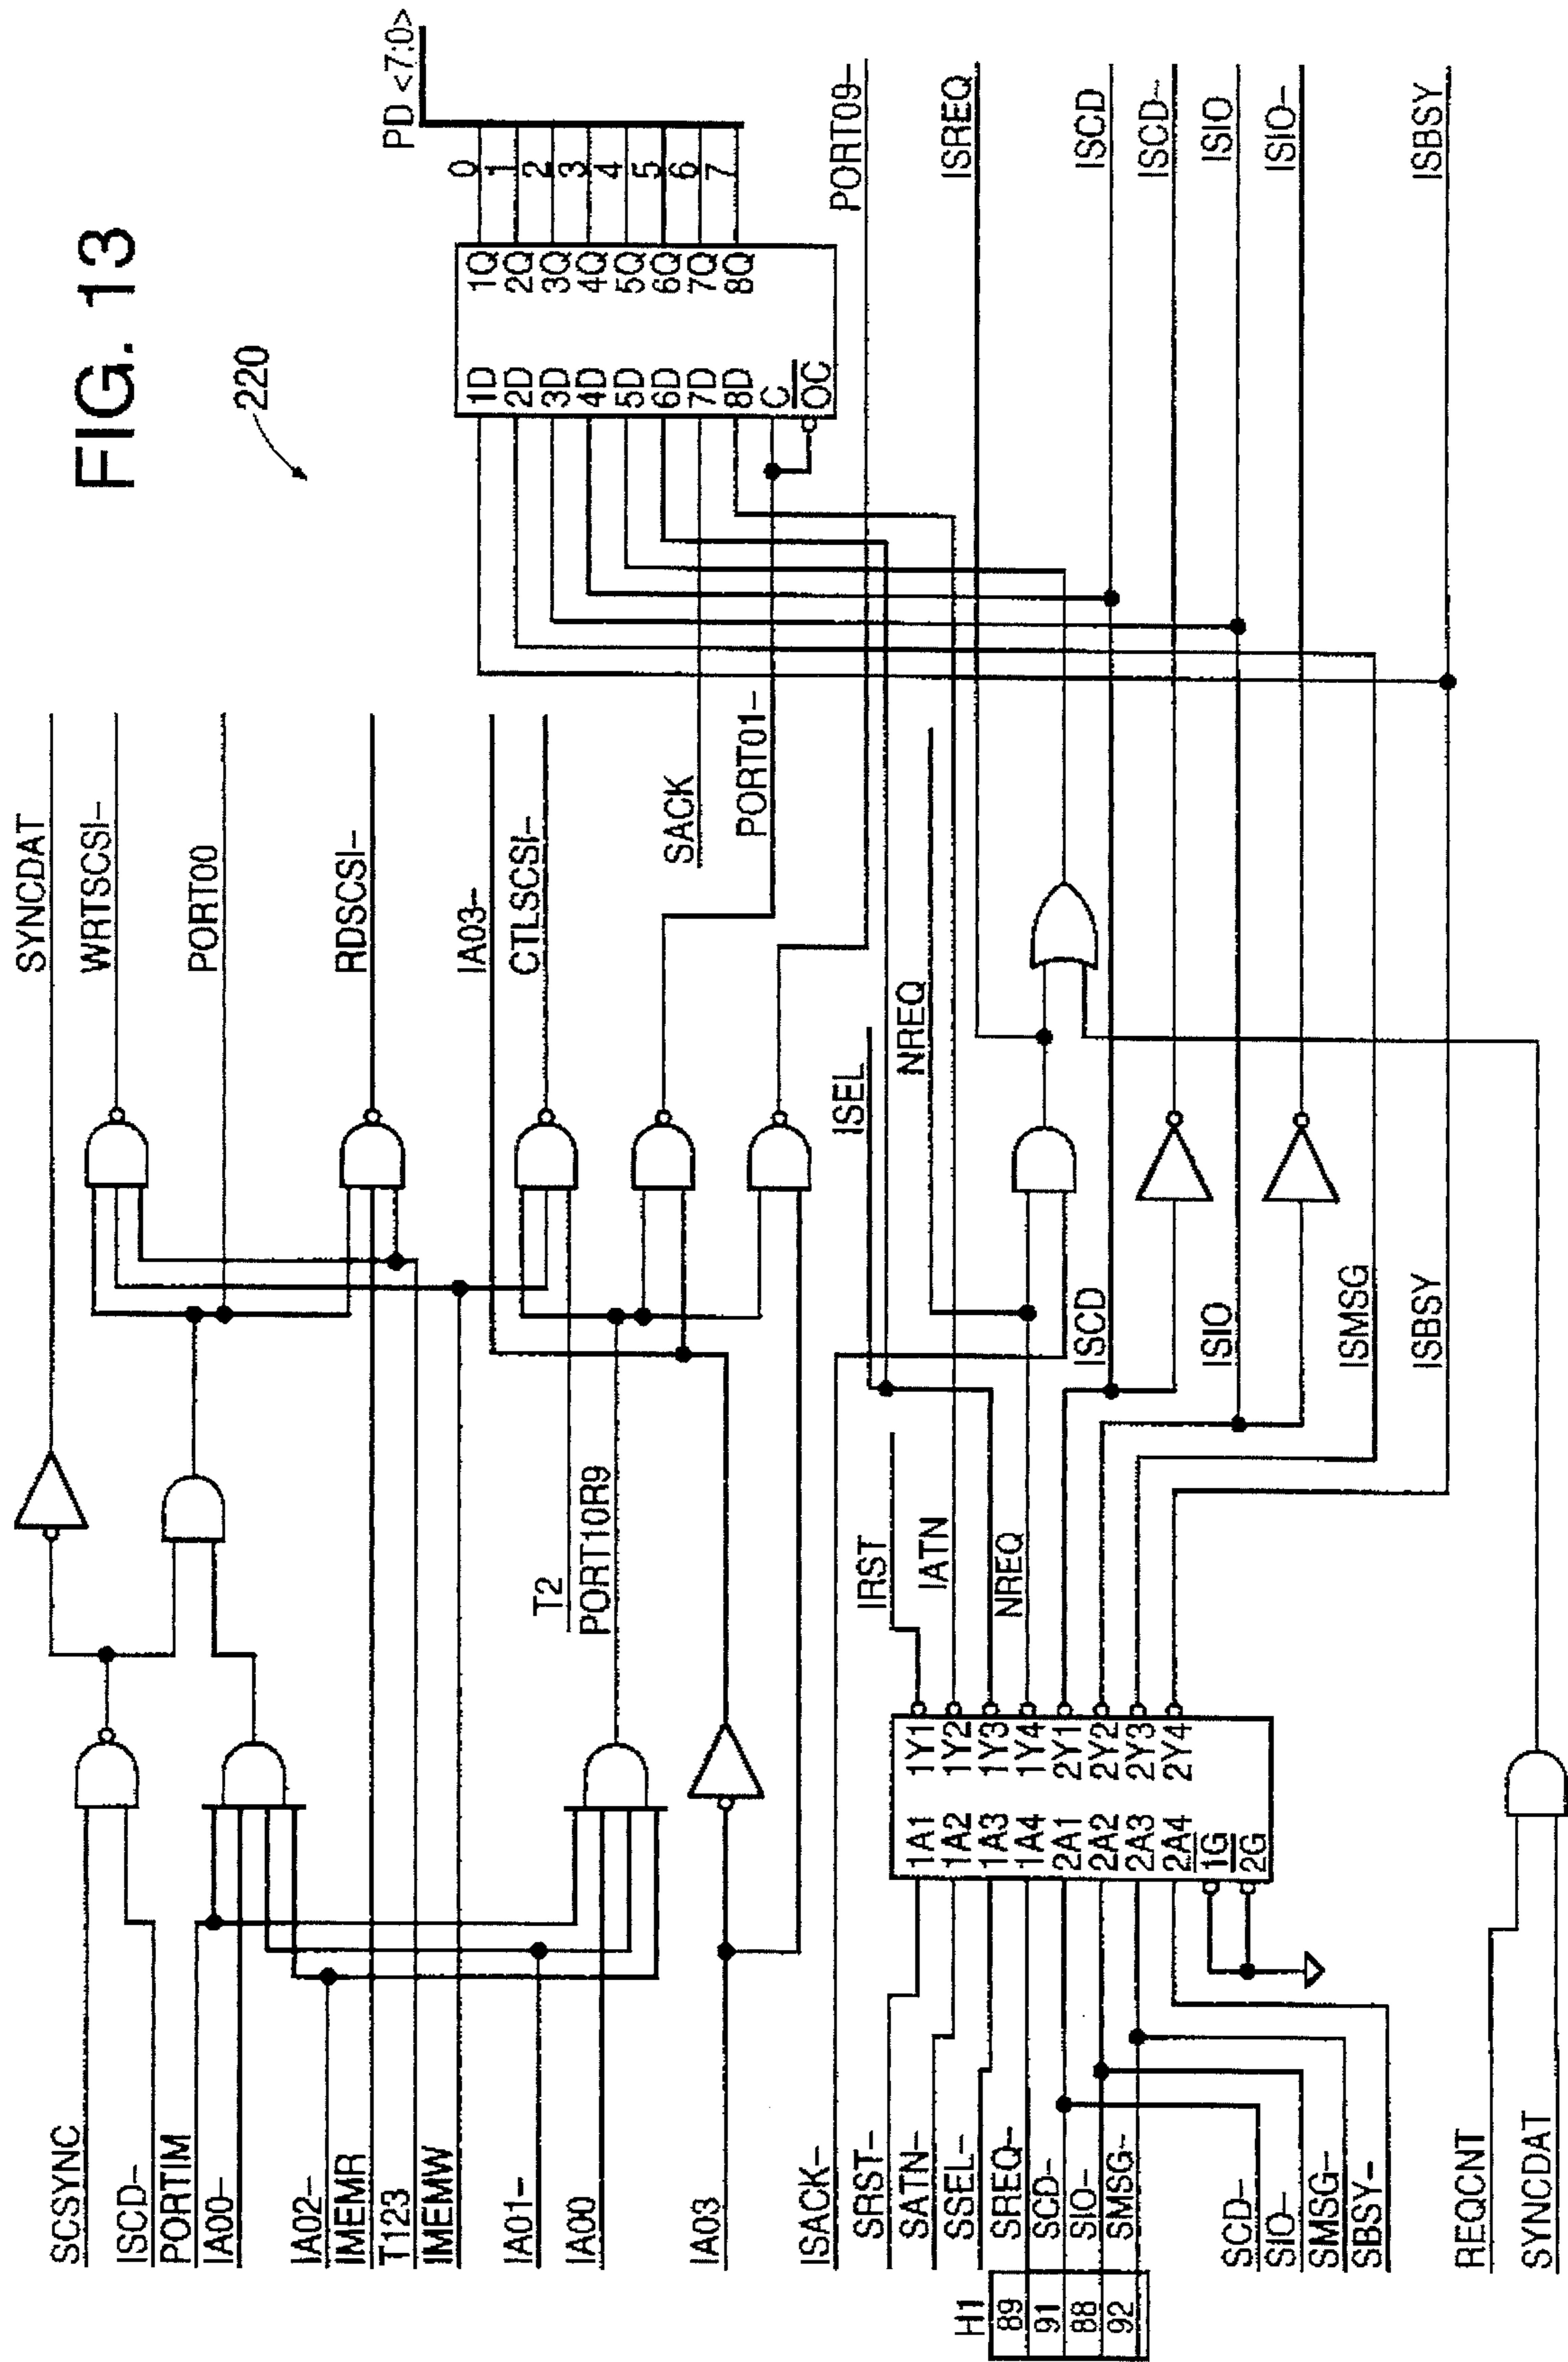 FIG. 13
220
SYNCDAT
WRTSCSI–
PORT00
RDSCSI–
IA03–
CTLSCSI–
SACK
PORT01–
PD <7:0>
0
1
2
3
4
5
6
7
1D 1Q
2D 2Q
3D 3Q
4D 4Q
5D 5Q
6D 6Q
7D 7Q
8D 8Q
C
OC
PORT09–
ISREQ
ISCD
ISCD–
ISIO
ISIO–
ISBSY
SCSYNC
ISCD–
PORTIM
IA00–
IA02–
IMEMR
T123
IMEMW
IA01–
IA00
IA03
T2
PORT10R9
ISEL
NREQ
IRST
IATN
NREQ
ISCD
ISIO
ISMSG
ISBSY
ISACK–
SRST–
SATN–
SSEL–
SREQ–
SCD–
SIO–
SMSG–
H1
89
91
88
92
SCD–
SIO–
SMSG–
SBSY–
1A1 1Y1
1A2 1Y2
1A3 1Y3
1A4 1Y4
2A1 2Y1
2A2 2Y2
2A3 2Y3
2A4 2Y4
1G
2G
REQCNT
SYNCDAT